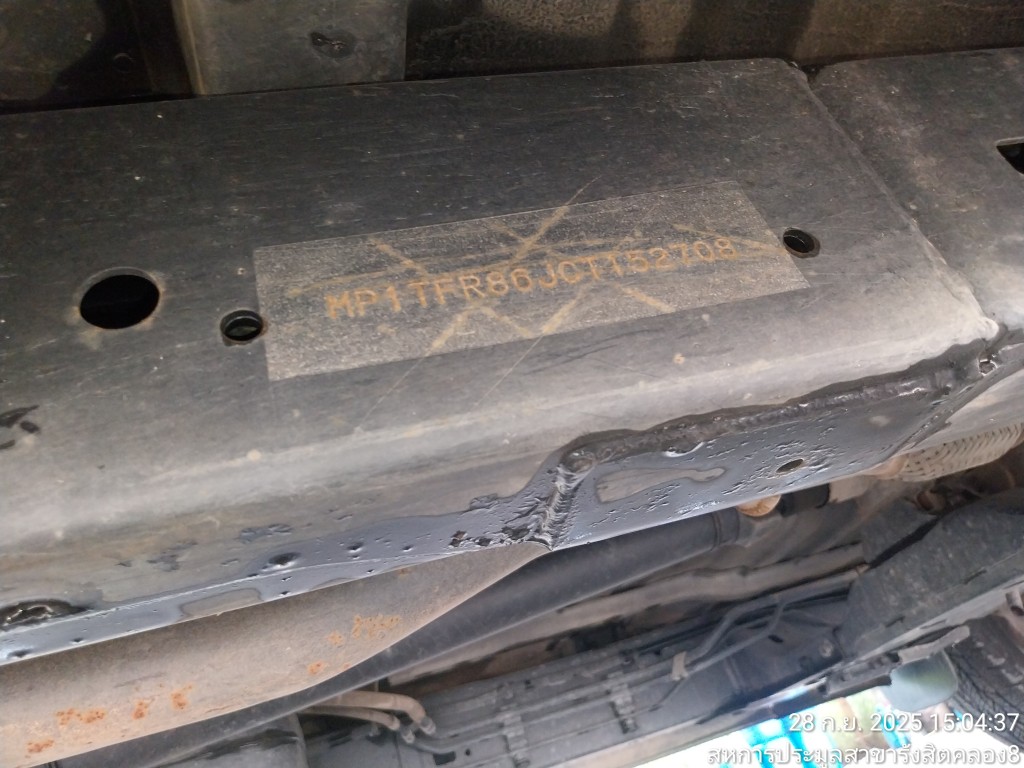 MP1TFR86JCT152708
28 ก.ย. 2025 15:04:37
สหการประมูลสาขารังสิตคลอง8